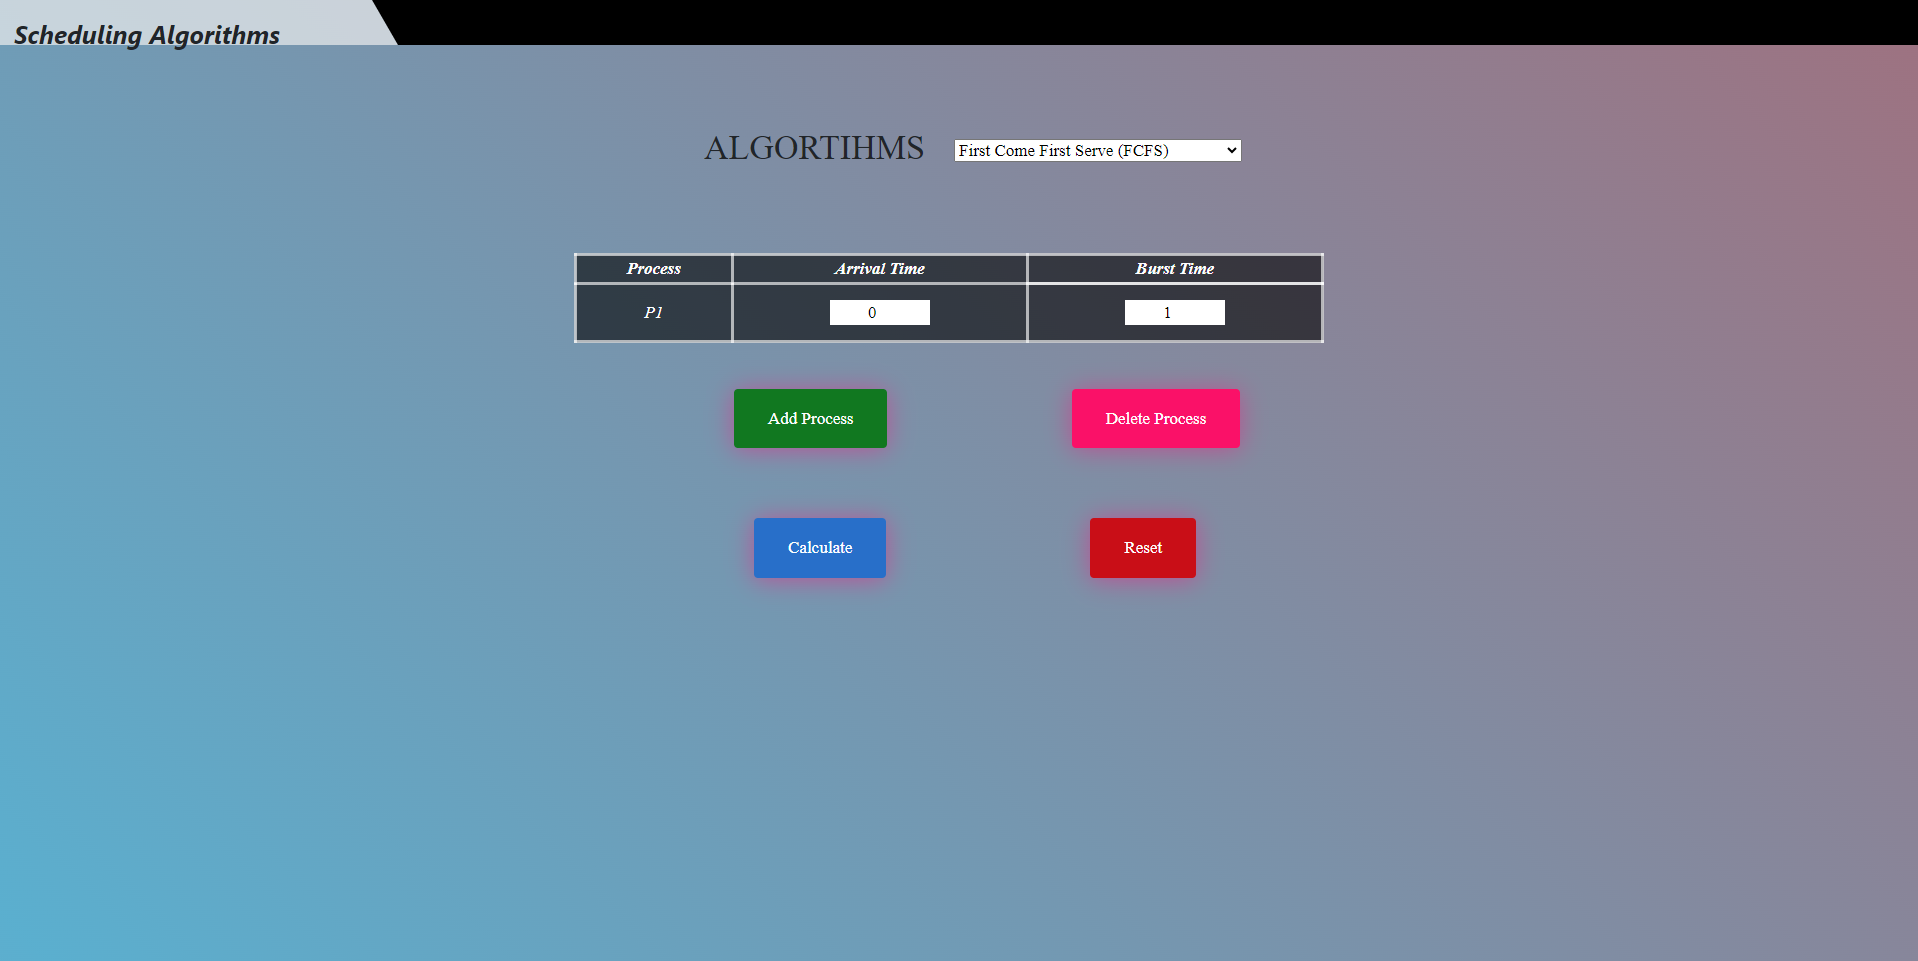 Scheduling Algorithms
ALGORTIHMS First Come First Serve (FCFS)
Process Arrival Time Burst Time
P1 0 1
Add Process Delete Process
Calculate Reset